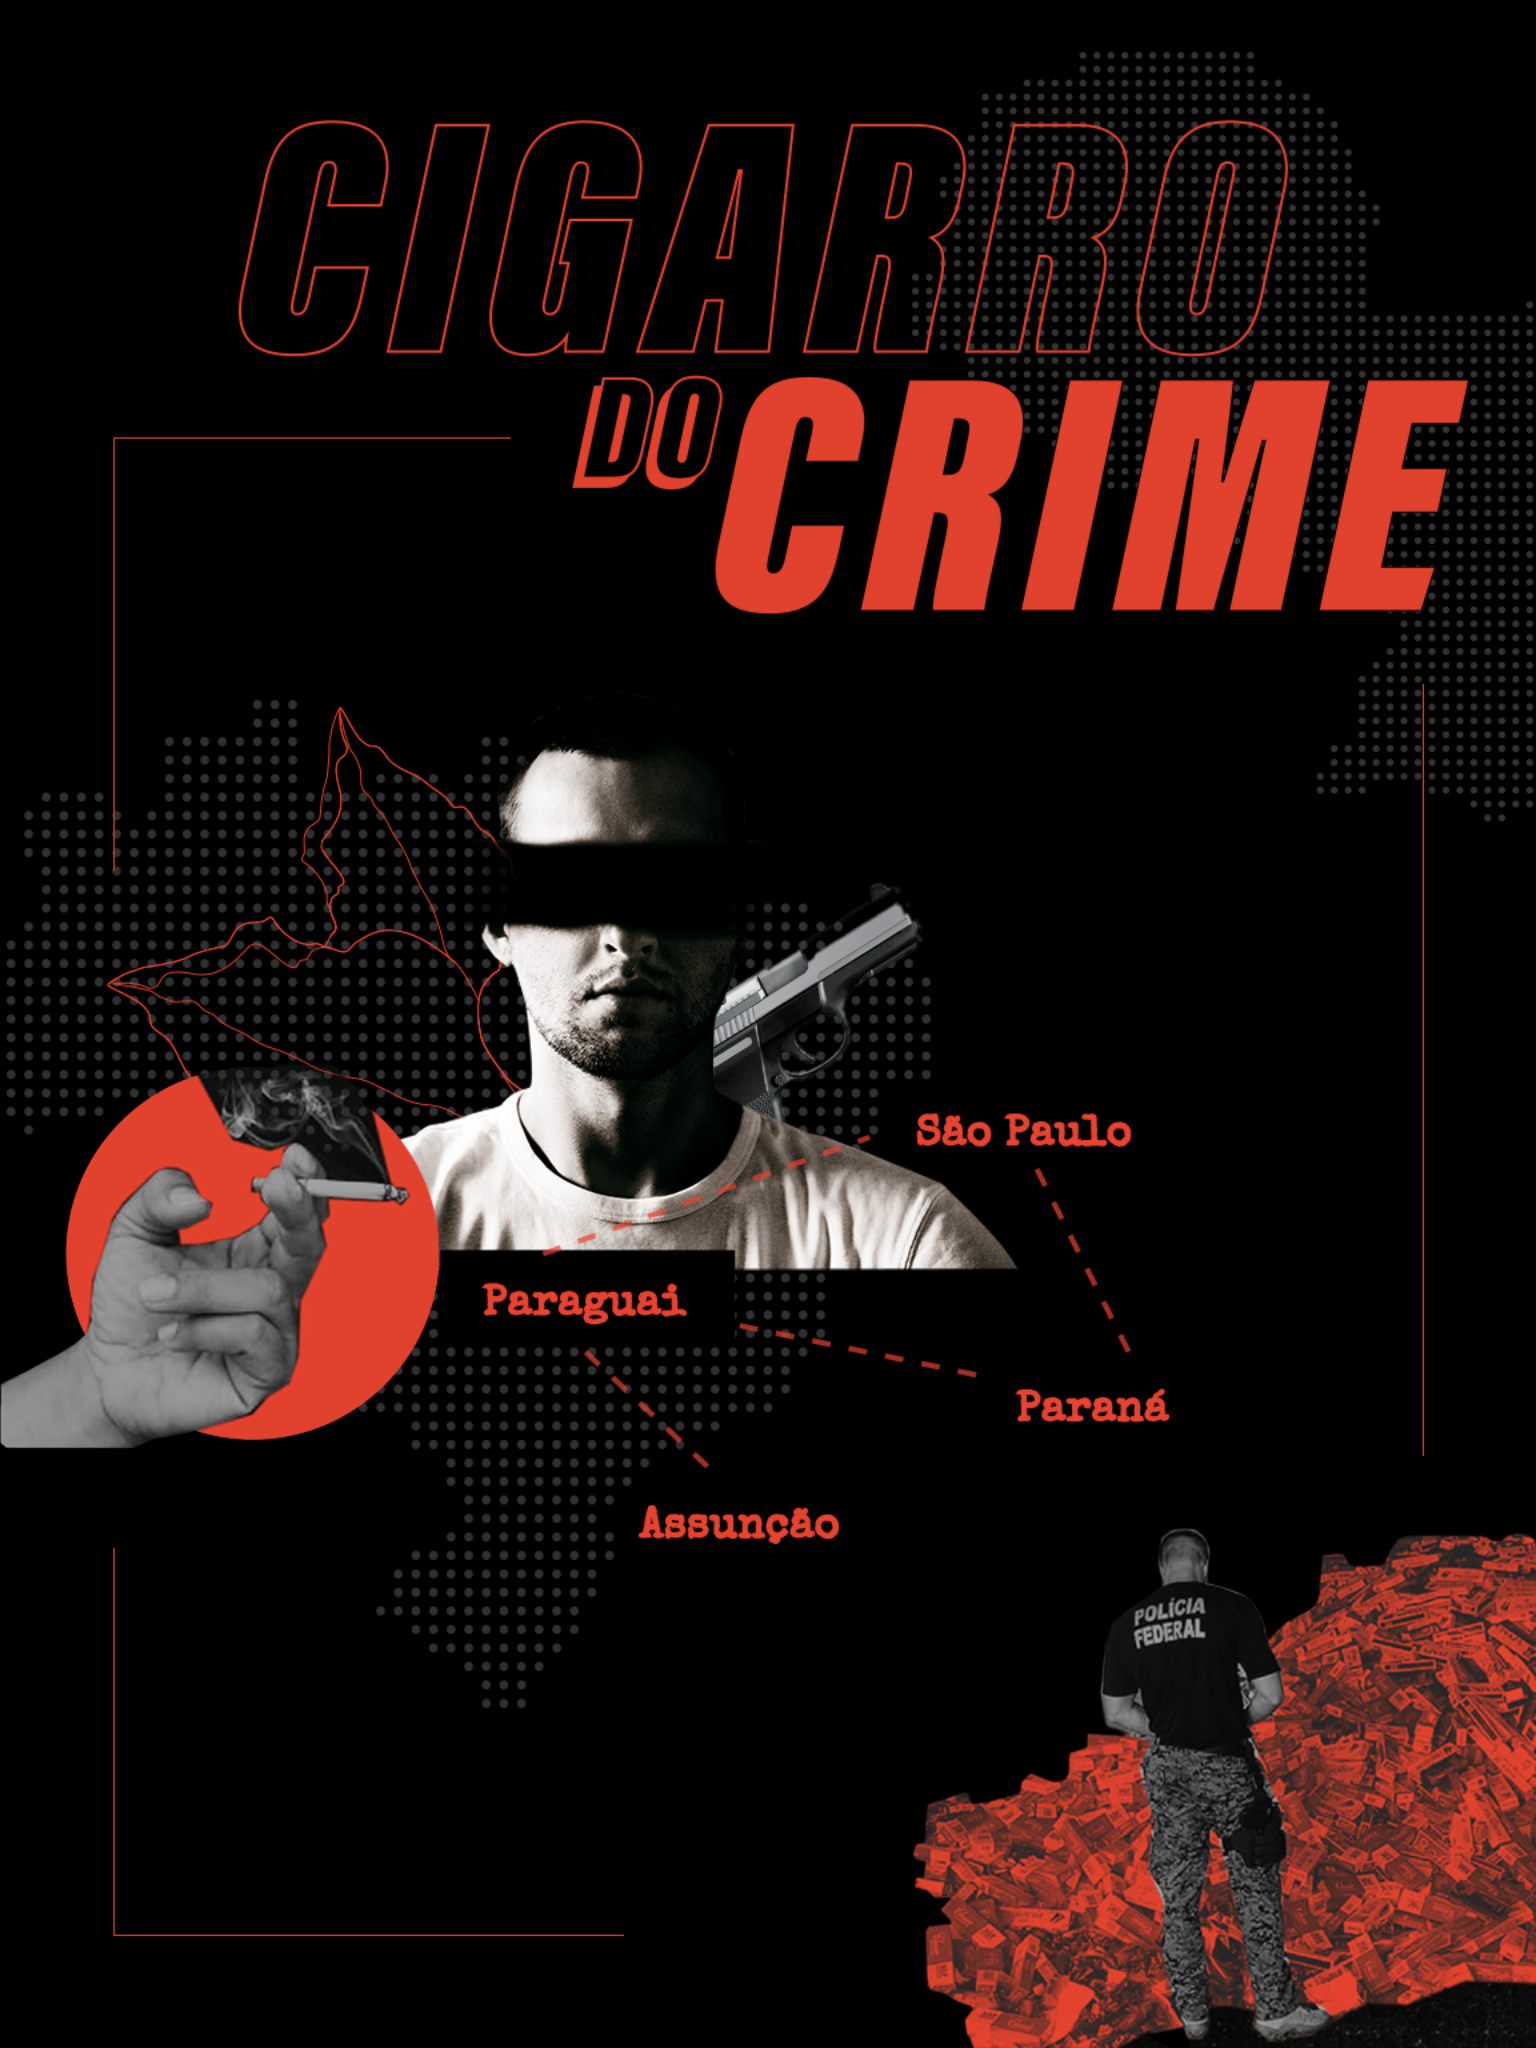 CIGARRO
DO CRIME
São Paulo
Paraguai
Paraná
Assunção
POLÍCIA
FEDERAL